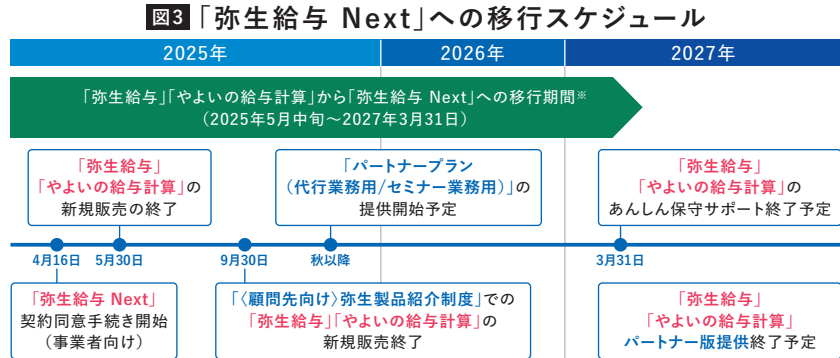 図3「弥生給与 Next」への移行スケジュール
2025年
2026年
2027年
「弥生給与」「やよいの給与計算」から「弥生給与 Next」への移行期間※
（2025年5月中旬〜2027年3月31日）
「弥生給与」
「やよいの給与計算」の
新規販売の終了
「パートナープラン
（代行業務用/セミナー業務用）」の
提供開始予定
「弥生給与」
「やよいの給与計算」の
あんしん保守サポート終了予定
4月16日
5月30日
9月30日
秋以降
3月31日
「弥生給与 Next」
契約同意手続き開始
（事業者向け）
「〈顧問先向け〉弥生製品紹介制度」での
「弥生給与」「やよいの給与計算」の
新規販売終了
「弥生給与」
「やよいの給与計算」
パートナー版提供終了予定